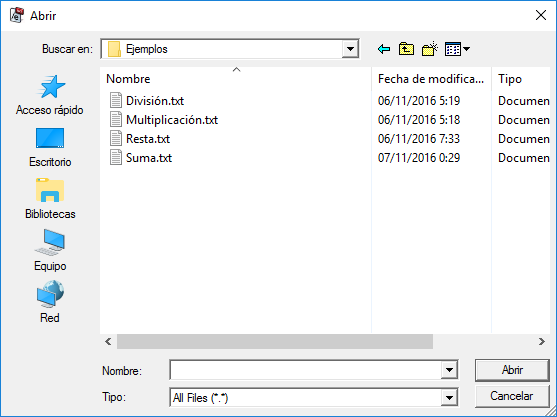 Abrir
Buscar en: Ejemplos
Nombre Fecha de modifica... Tipo
División.txt 06/11/2016 5:19 Documen
Multiplicación.txt 06/11/2016 5:18 Documen
Resta.txt 06/11/2016 7:33 Documen
Suma.txt 07/11/2016 0:29 Documen
Acceso rápido
Escritorio
Bibliotecas
Equipo
Red
Nombre: Abrir
Tipo: All Files (*.*) Cancelar